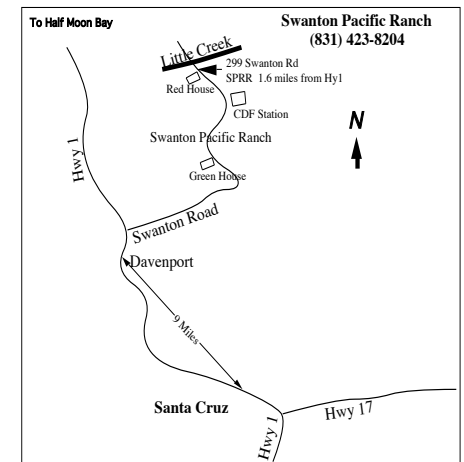 To Half Moon Bay
Swanton Pacific Ranch
(831) 423-8204
Little Creek
299 Swanton Rd
SPRR 1.6 miles from Hy1
Red House
CDF Station
N
Swanton Pacific Ranch
Hwy 1
Green House
Swanton Road
Davenport
9 Miles
Santa Cruz
Hwy 17
Hwy 1